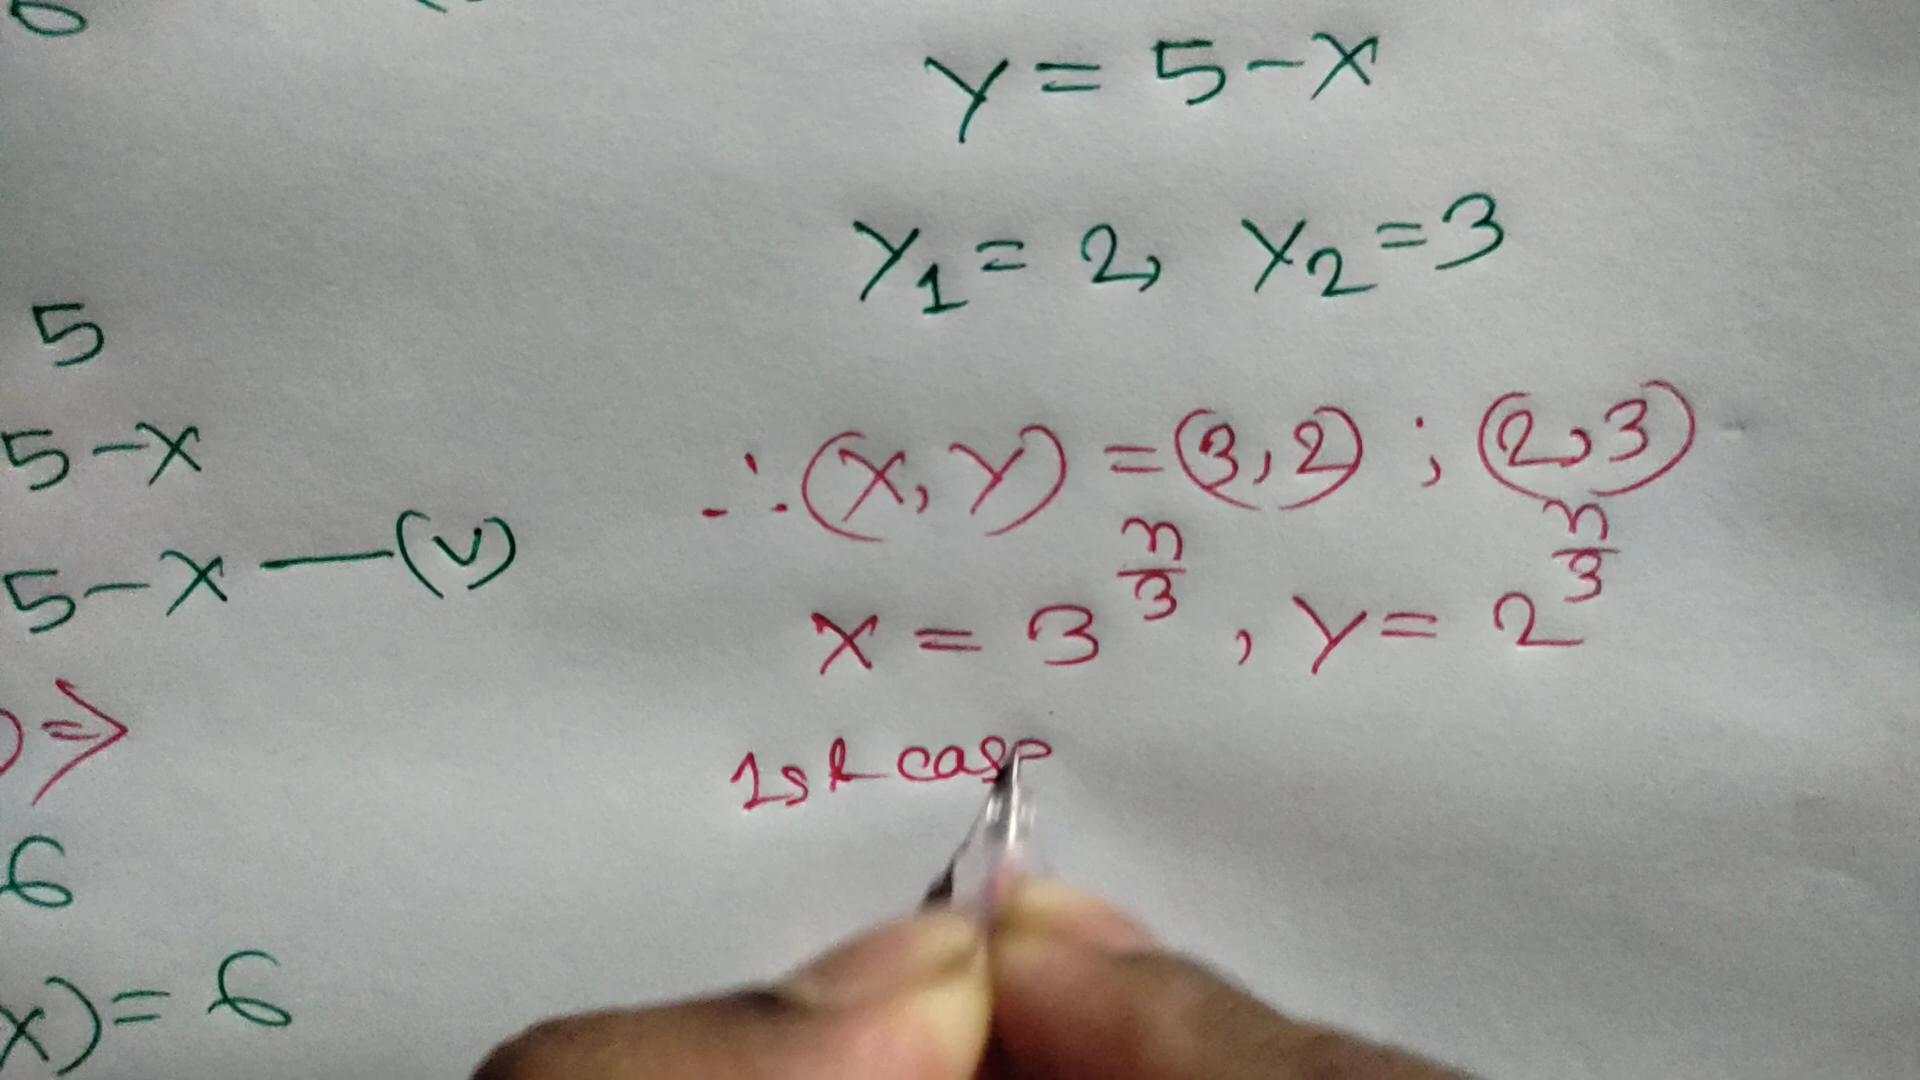 5
5-x
5-x —(v)
⇒
6
x)=6
y = 5-x
y₁ = 2, y₂ = 3
∴ (x, y) = (3, 2) ; (2, 3)
x = 3^(n/3) , y = 2^(n/3)
1st case